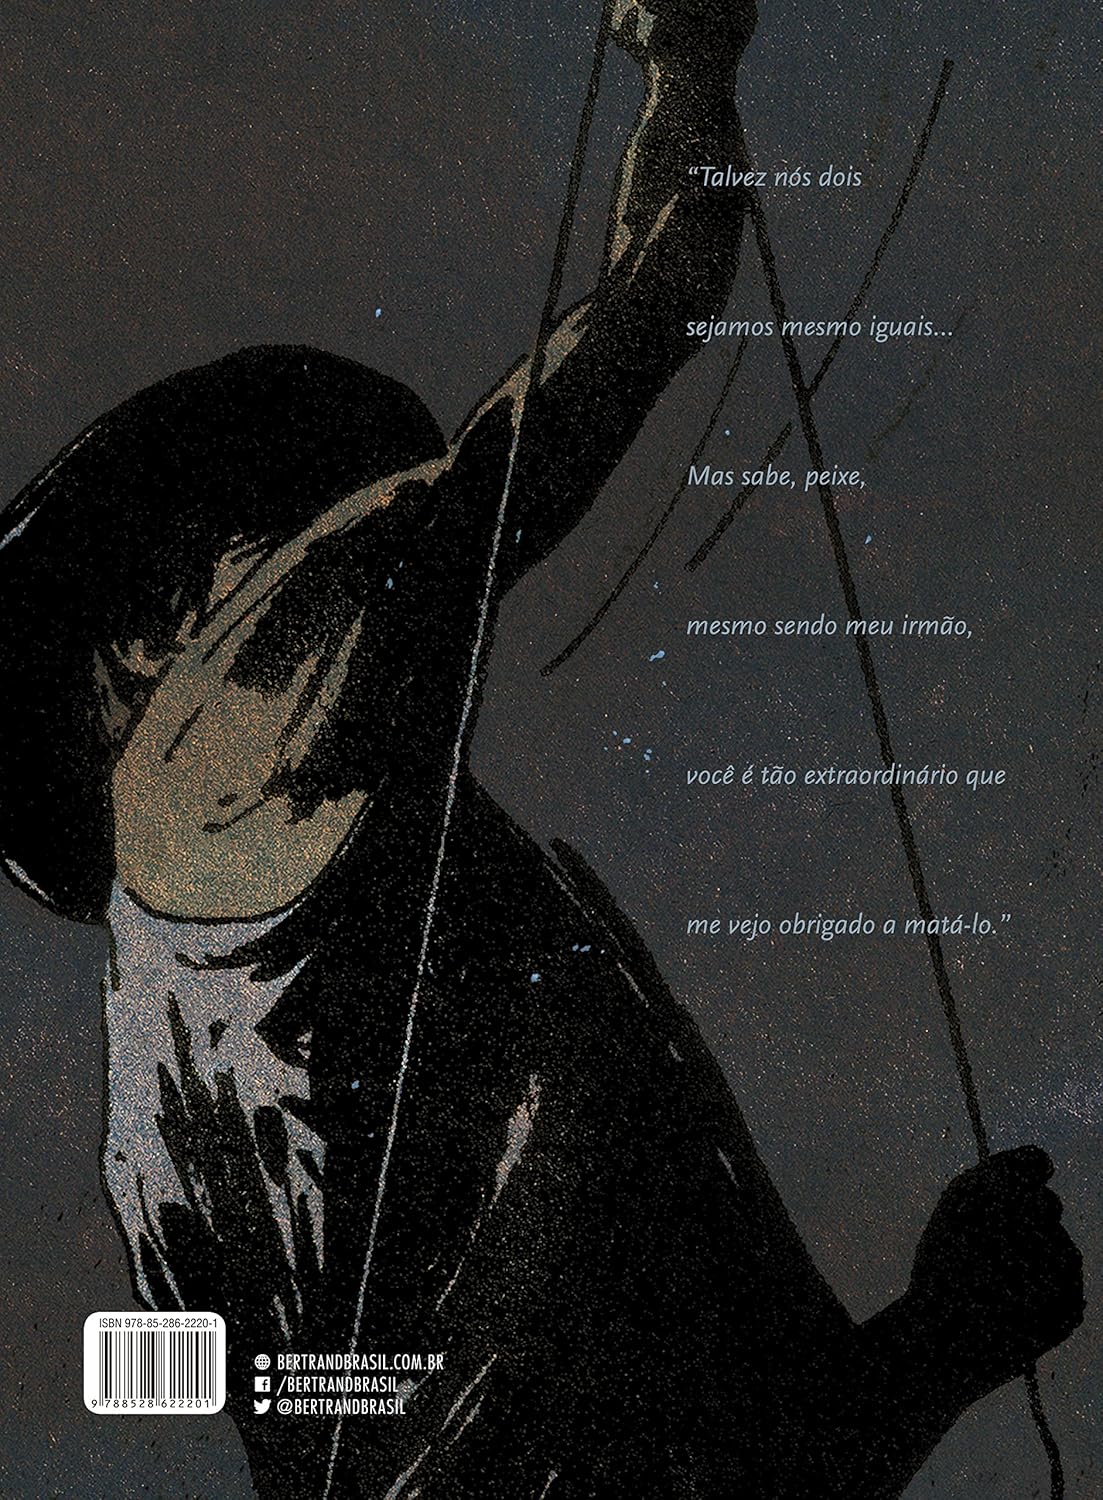 “Talvez nós dois
sejamos mesmo iguais...
Mas sabe, peixe,
mesmo sendo meu irmão,
você é tão extraordinário que
me vejo obrigado a matá-lo.”
ISBN 978-85-286-2220-1
9 788528 622201
BERTRANDBRASIL.COM.BR
/BERTRANDBRASIL
@BERTRANDBRASIL